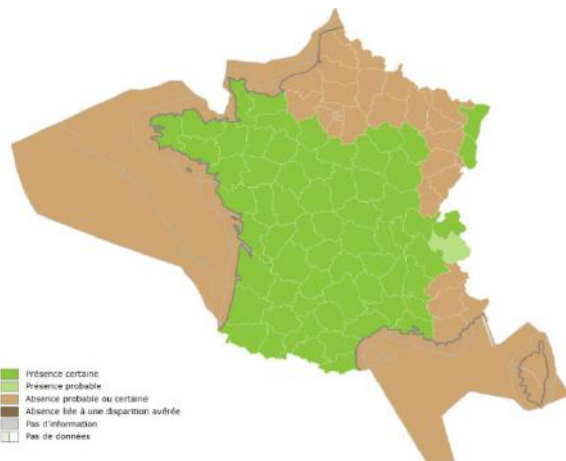 Présence certaine
Présence probable
Absence probable ou certaine
Absence liée à une disparition avérée
Pas d'information
Pas de données